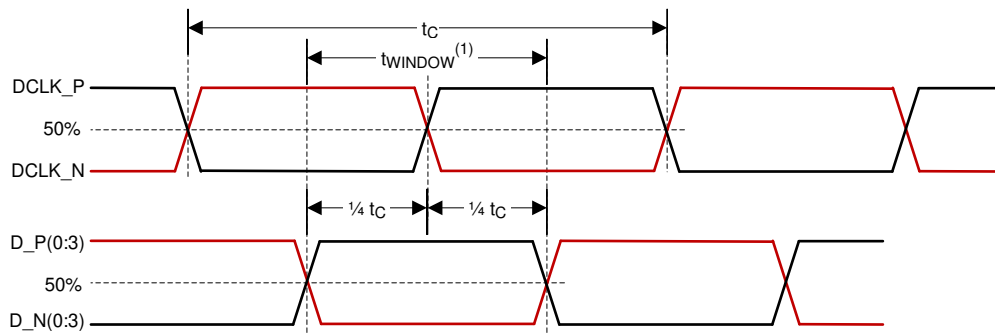 tC
tWINDOW(1)
DCLK_P
50%
DCLK_N
¼ tC
¼ tC
D_P(0:3)
50%
D_N(0:3)